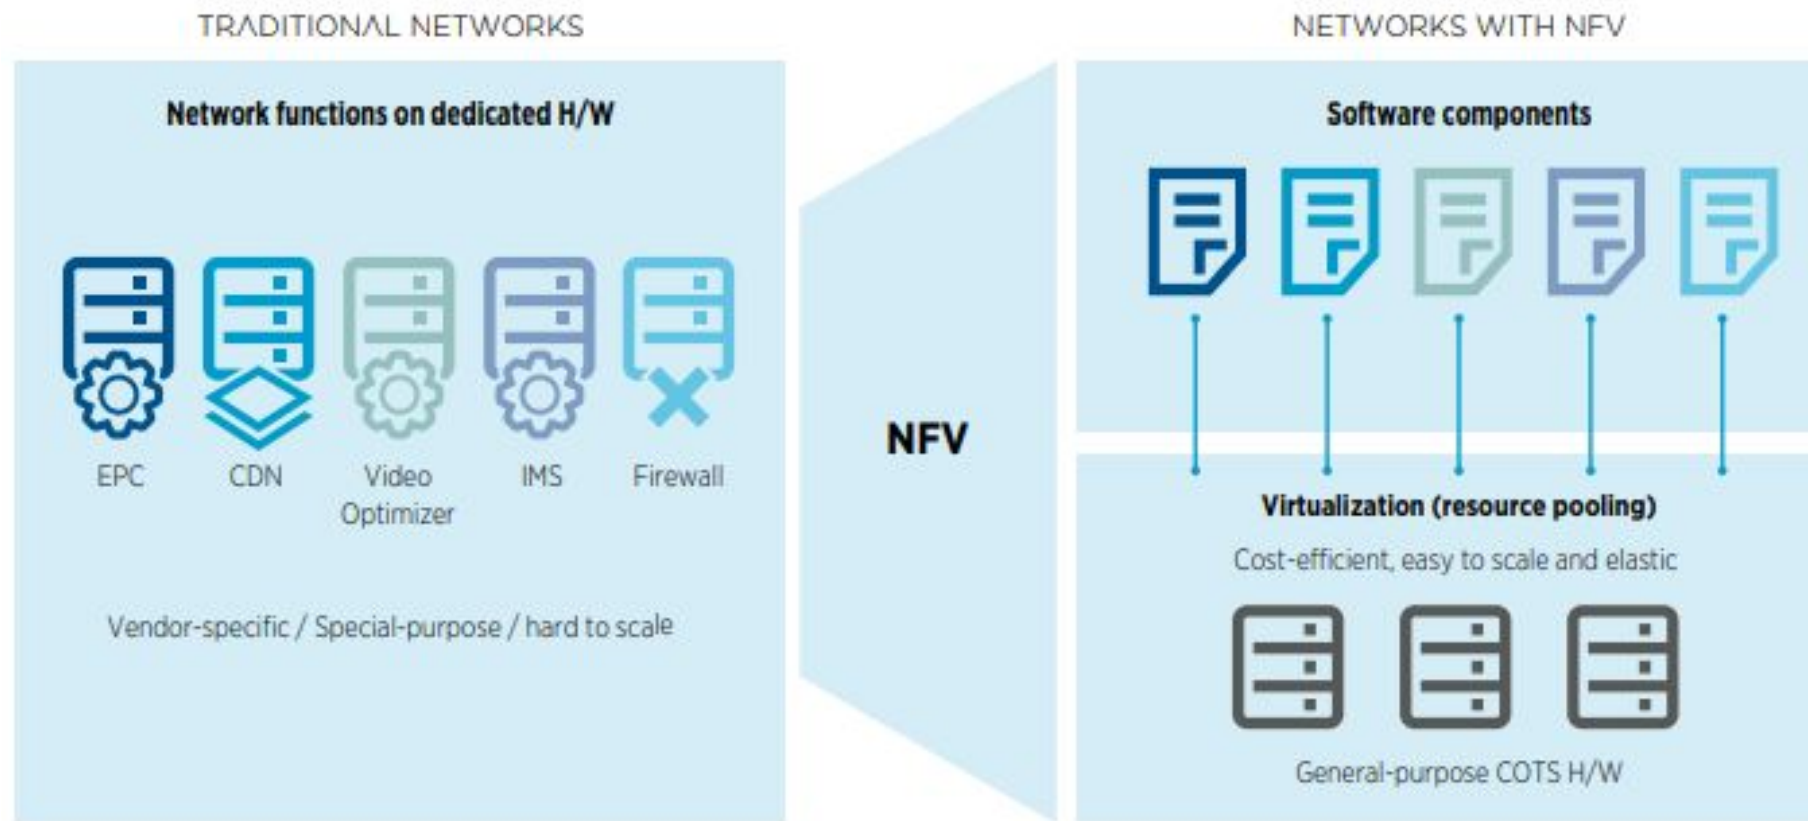 TRADITIONAL NETWORKS
Network functions on dedicated H/W
EPC
CDN
Video
Optimizer
IMS
Firewall
Vendor-specific / Special-purpose / hard to scale
NFV
NETWORKS WITH NFV
Software components
Virtualization (resource pooling)
Cost-efficient, easy to scale and elastic
General-purpose COTS H/W